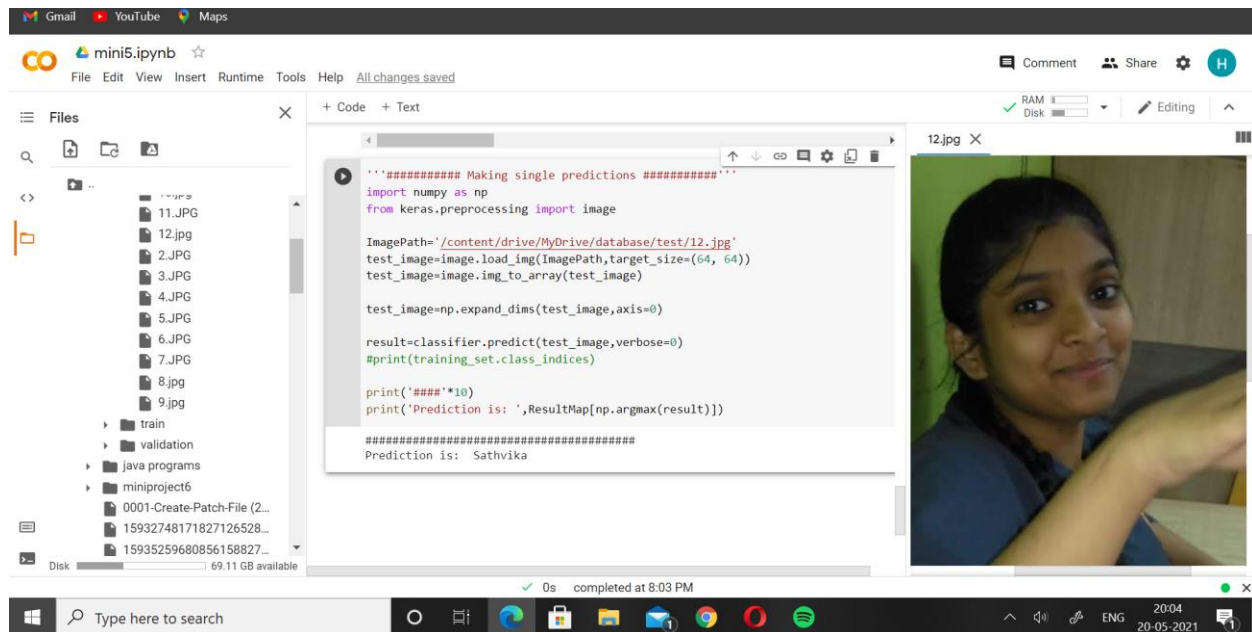 Gmail YouTube Maps
mini5.ipynb
File Edit View Insert Runtime Tools Help All changes saved
Comment Share H
Files
+ Code + Text
RAM
Disk
Editing
12.jpg
..
11.JPG
12.jpg
2.JPG
3.JPG
4.JPG
5.JPG
6.JPG
7.JPG
8.jpg
9.jpg
train
validation
java programs
miniproject6
0001-Create-Patch-File (2...
15932748171827126528...
15935259680856158827...
Disk 69.11 GB available
'''########### Making single predictions ###########'''
import numpy as np
from keras.preprocessing import image
ImagePath='/content/drive/MyDrive/database/test/12.jpg'
test_image=image.load_img(ImagePath,target_size=(64, 64))
test_image=image.img_to_array(test_image)
test_image=np.expand_dims(test_image,axis=0)
result=classifier.predict(test_image,verbose=0)
#print(training_set.class_indices)
print('####'*10)
print('Prediction is: ',ResultMap[np.argmax(result)])
########################################
Prediction is:  Sathvika
0s completed at 8:03 PM
Type here to search
1
ENG
20:04
20-05-2021
1